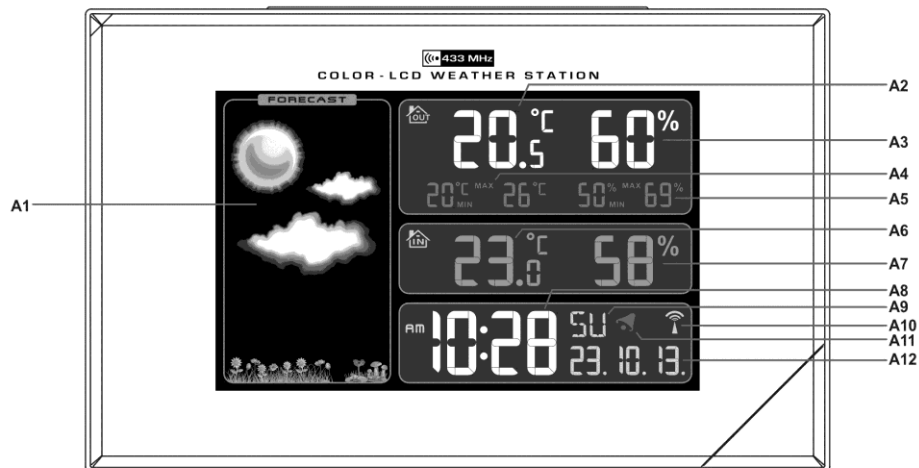 433 MHz
COLOR-LCD WEATHER STATION
FORECAST
A1
OUT 20.5 °C 60%
20°C MIN MAX 26°C 50% MIN MAX 69%
IN 23.0 °C 58%
AM 10:28 SU
23. 10. 13.
A2
A3
A4
A5
A6
A7
A8
A9
A10
A11
A12